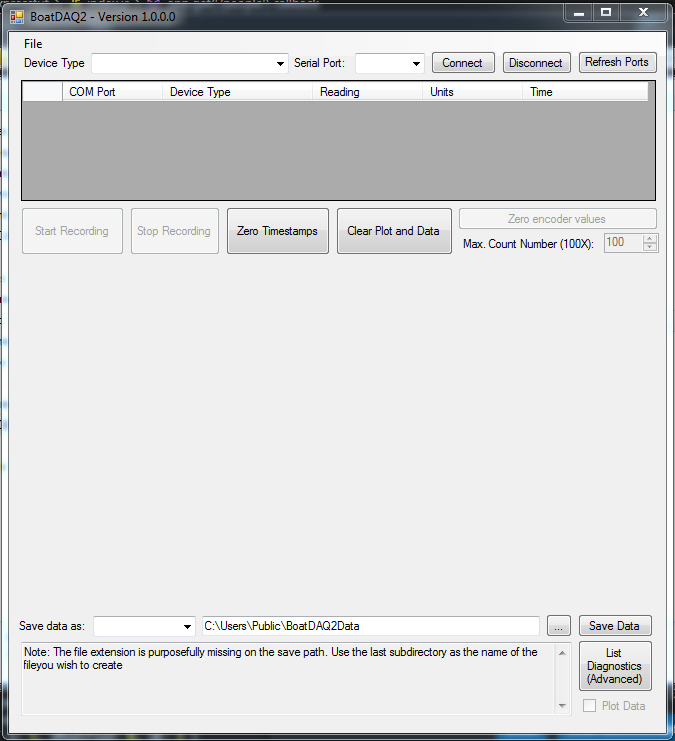 BoatDAQ2 - Version 1.0.0.0
File
Device Type Serial Port: Connect Disconnect Refresh Ports
COM Port Device Type Reading Units Time
Start Recording Stop Recording Zero Timestamps Clear Plot and Data Zero encoder values
Max. Count Number (100X): 100
Save data as: C:\Users\Public\BoatDAQ2Data ... Save Data
Note: The file extension is purposefully missing on the save path. Use the last subdirectory as the name of the
fileyou wish to create
List
Diagnostics
(Advanced)
Plot Data